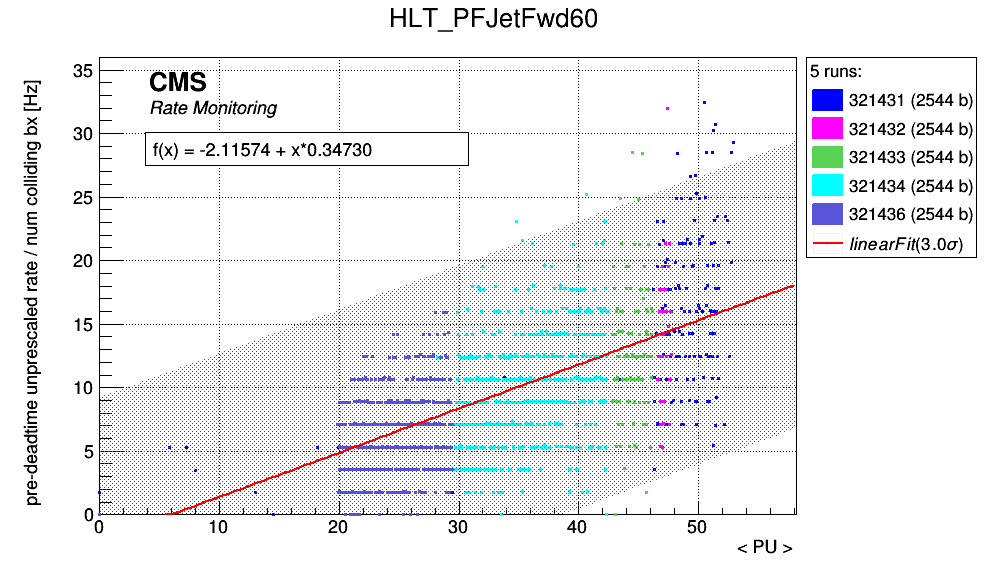 HLT_PFJetFwd60
pre-deadtime unprescaled rate / num colliding bx [Hz]
CMS
Rate Monitoring
f(x) = -2.11574 + x*0.34730
35
30
25
20
15
10
5
0
0 10 20 30 40 50
< PU >
5 runs:
321431 (2544 b)
321432 (2544 b)
321433 (2544 b)
321434 (2544 b)
321436 (2544 b)
linearFit(3.0σ)